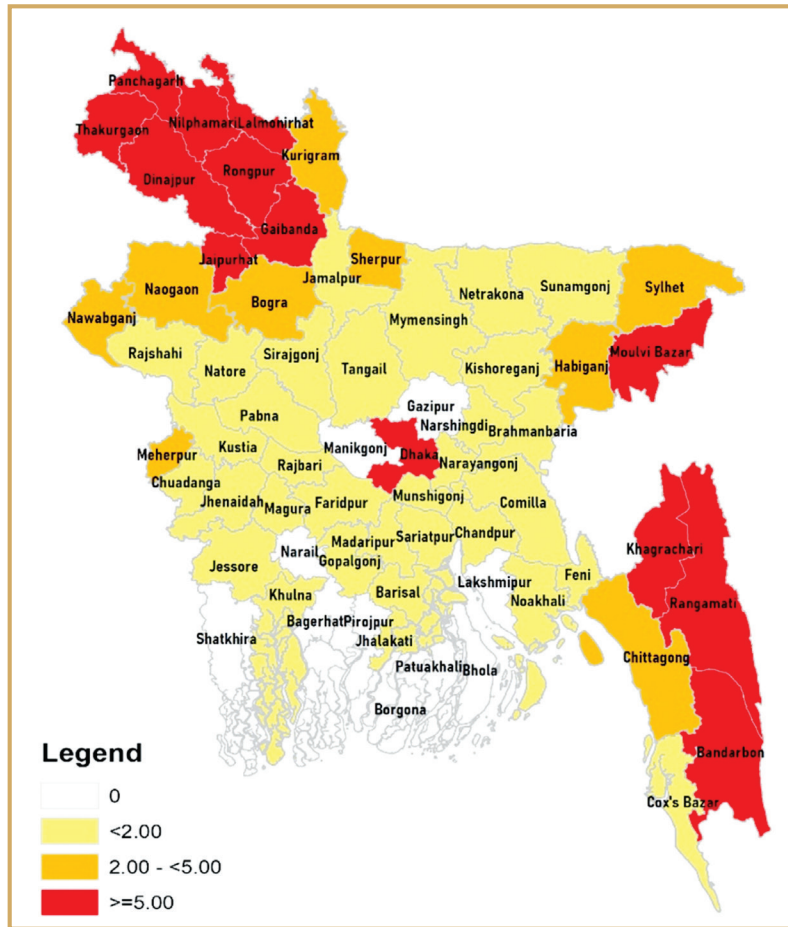 Panchagarh
Thakurgaon
Nilphamari
Lalmonirhat
Kurigram
Dinajpur
Rongpur
Gaibanda
Jaipurhat
Sherpur
Jamalpur
Naogaon
Bogra
Nawabganj
Netrakona
Sunamgonj
Sylhet
Mymensingh
Rajshahi
Natore
Sirajgonj
Tangail
Kishoreganj
Habiganj
Moulvi Bazar
Gazipur
Pabna
Narshingdi
Brahmanbaria
Meherpur
Kustia
Manikgonj
Dhaka
Narayangonj
Chuadanga
Rajbari
Jhenaidah
Magura
Faridpur
Munshigonj
Comilla
Madaripur
Sariatpur
Chandpur
Narail
Gopalgonj
Jessore
Khagrachari
Feni
Lakshmipur
Khulna
Barisal
Noakhali
Rangamati
Bagerhat
Pirojpur
Shatkhira
Jhalakati
Chittagong
Patuakhali
Bhola
Borgona
Bandarbon
Cox's Bazar
Legend
0
<2.00
2.00 - <5.00
>=5.00